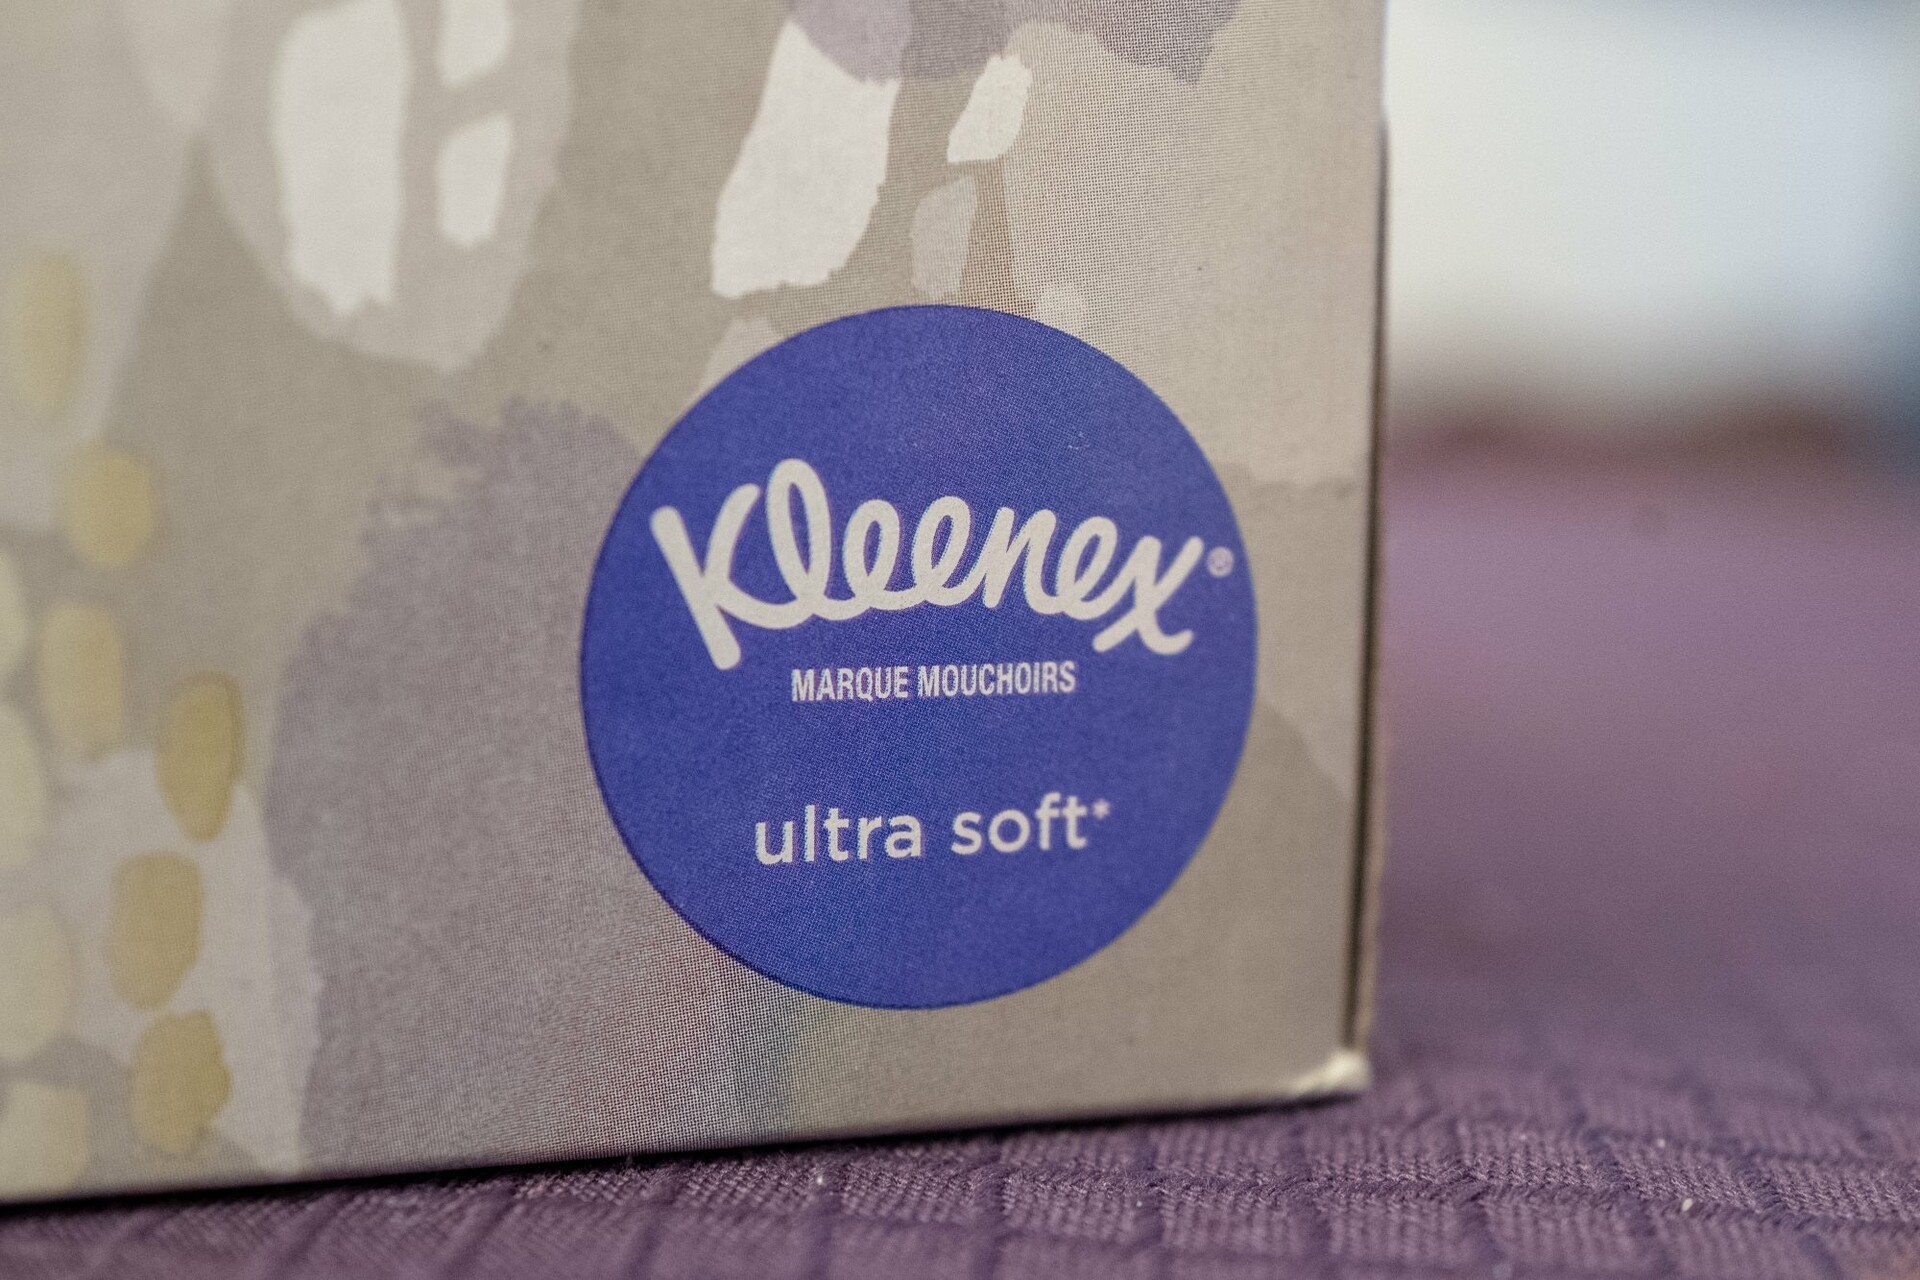 Kleenex®
MARQUE MOUCHOIRS
ultra soft*